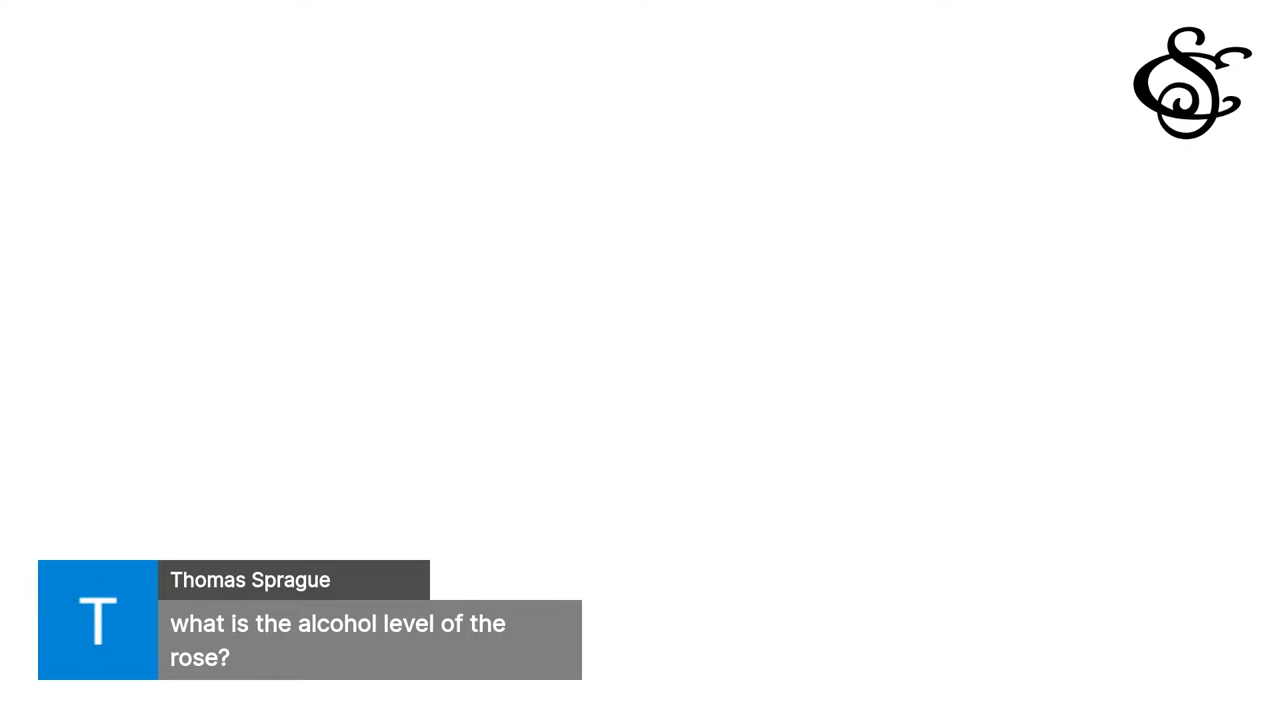 T
Thomas Sprague
what is the alcohol level of the
rose?